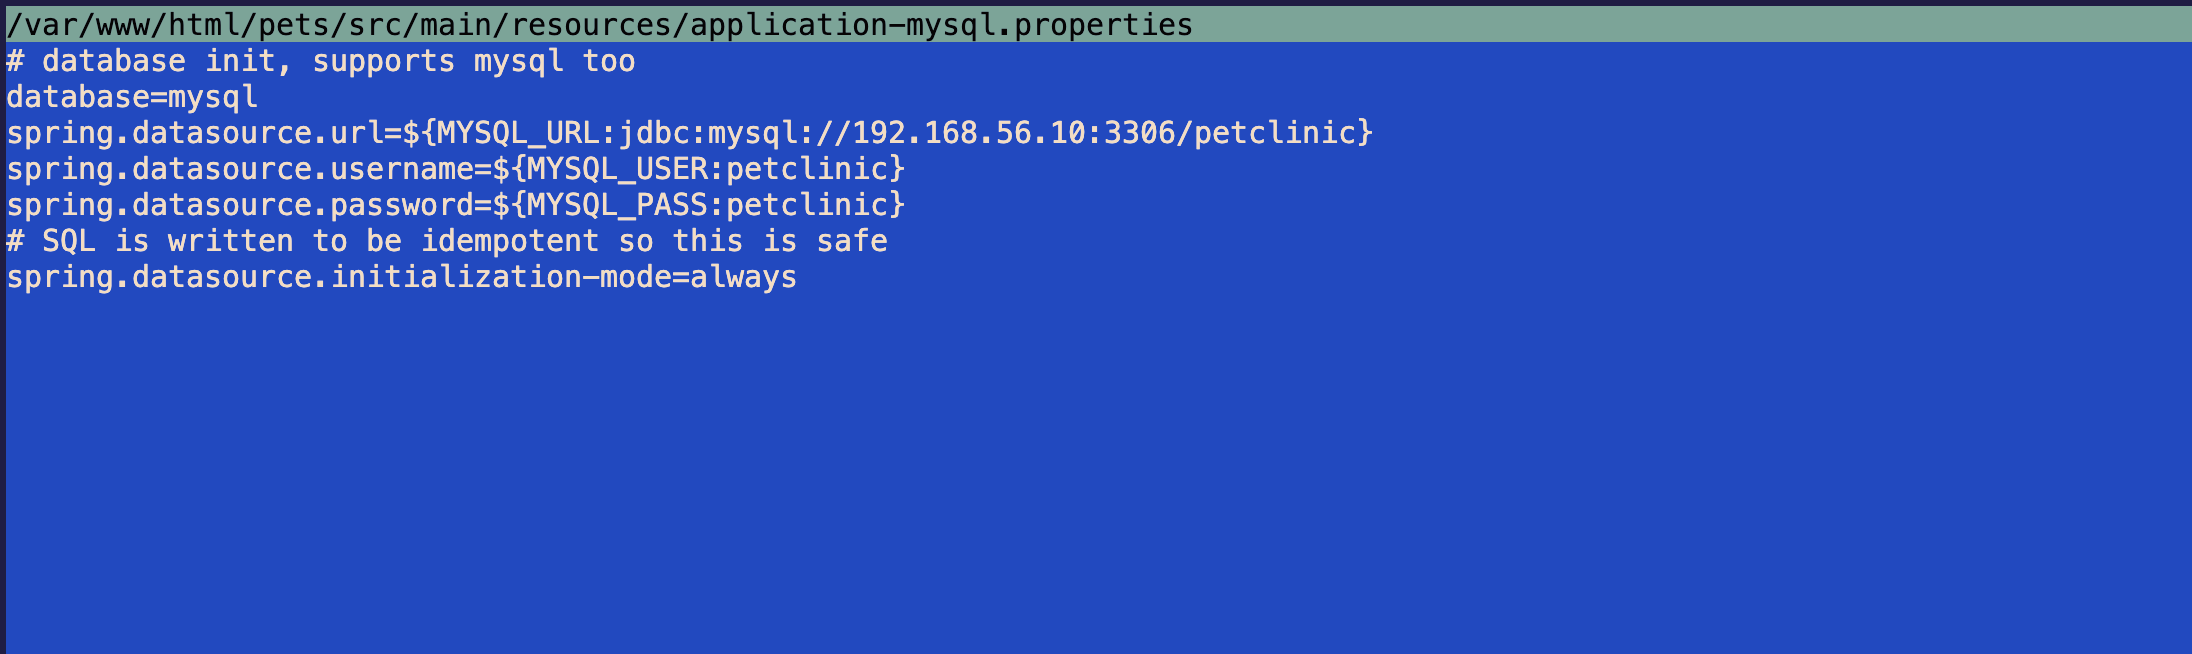 /var/www/html/pets/src/main/resources/application-mysql.properties
# database init, supports mysql too
database=mysql
spring.datasource.url=${MYSQL_URL:jdbc:mysql://192.168.56.10:3306/petclinic}
spring.datasource.username=${MYSQL_USER:petclinic}
spring.datasource.password=${MYSQL_PASS:petclinic}
# SQL is written to be idempotent so this is safe
spring.datasource.initialization-mode=always